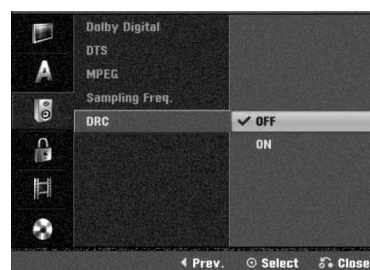 Dolby Digital
DTS
MPEG
Sampling Freq.
DRC
OFF
ON
A
Prev. Select Close